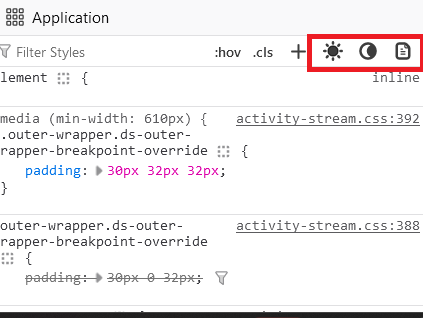 Application
Filter Styles :hov .cls +
lement { inline
media (min-width: 610px) { activity-stream.css:392
.outer-wrapper.ds-outer-
rapper-breakpoint-override {
padding: 30px 32px 32px;
}
outer-wrapper.ds-outer- activity-stream.css:388
rapper-breakpoint-override
{
padding: 30px 0 32px;